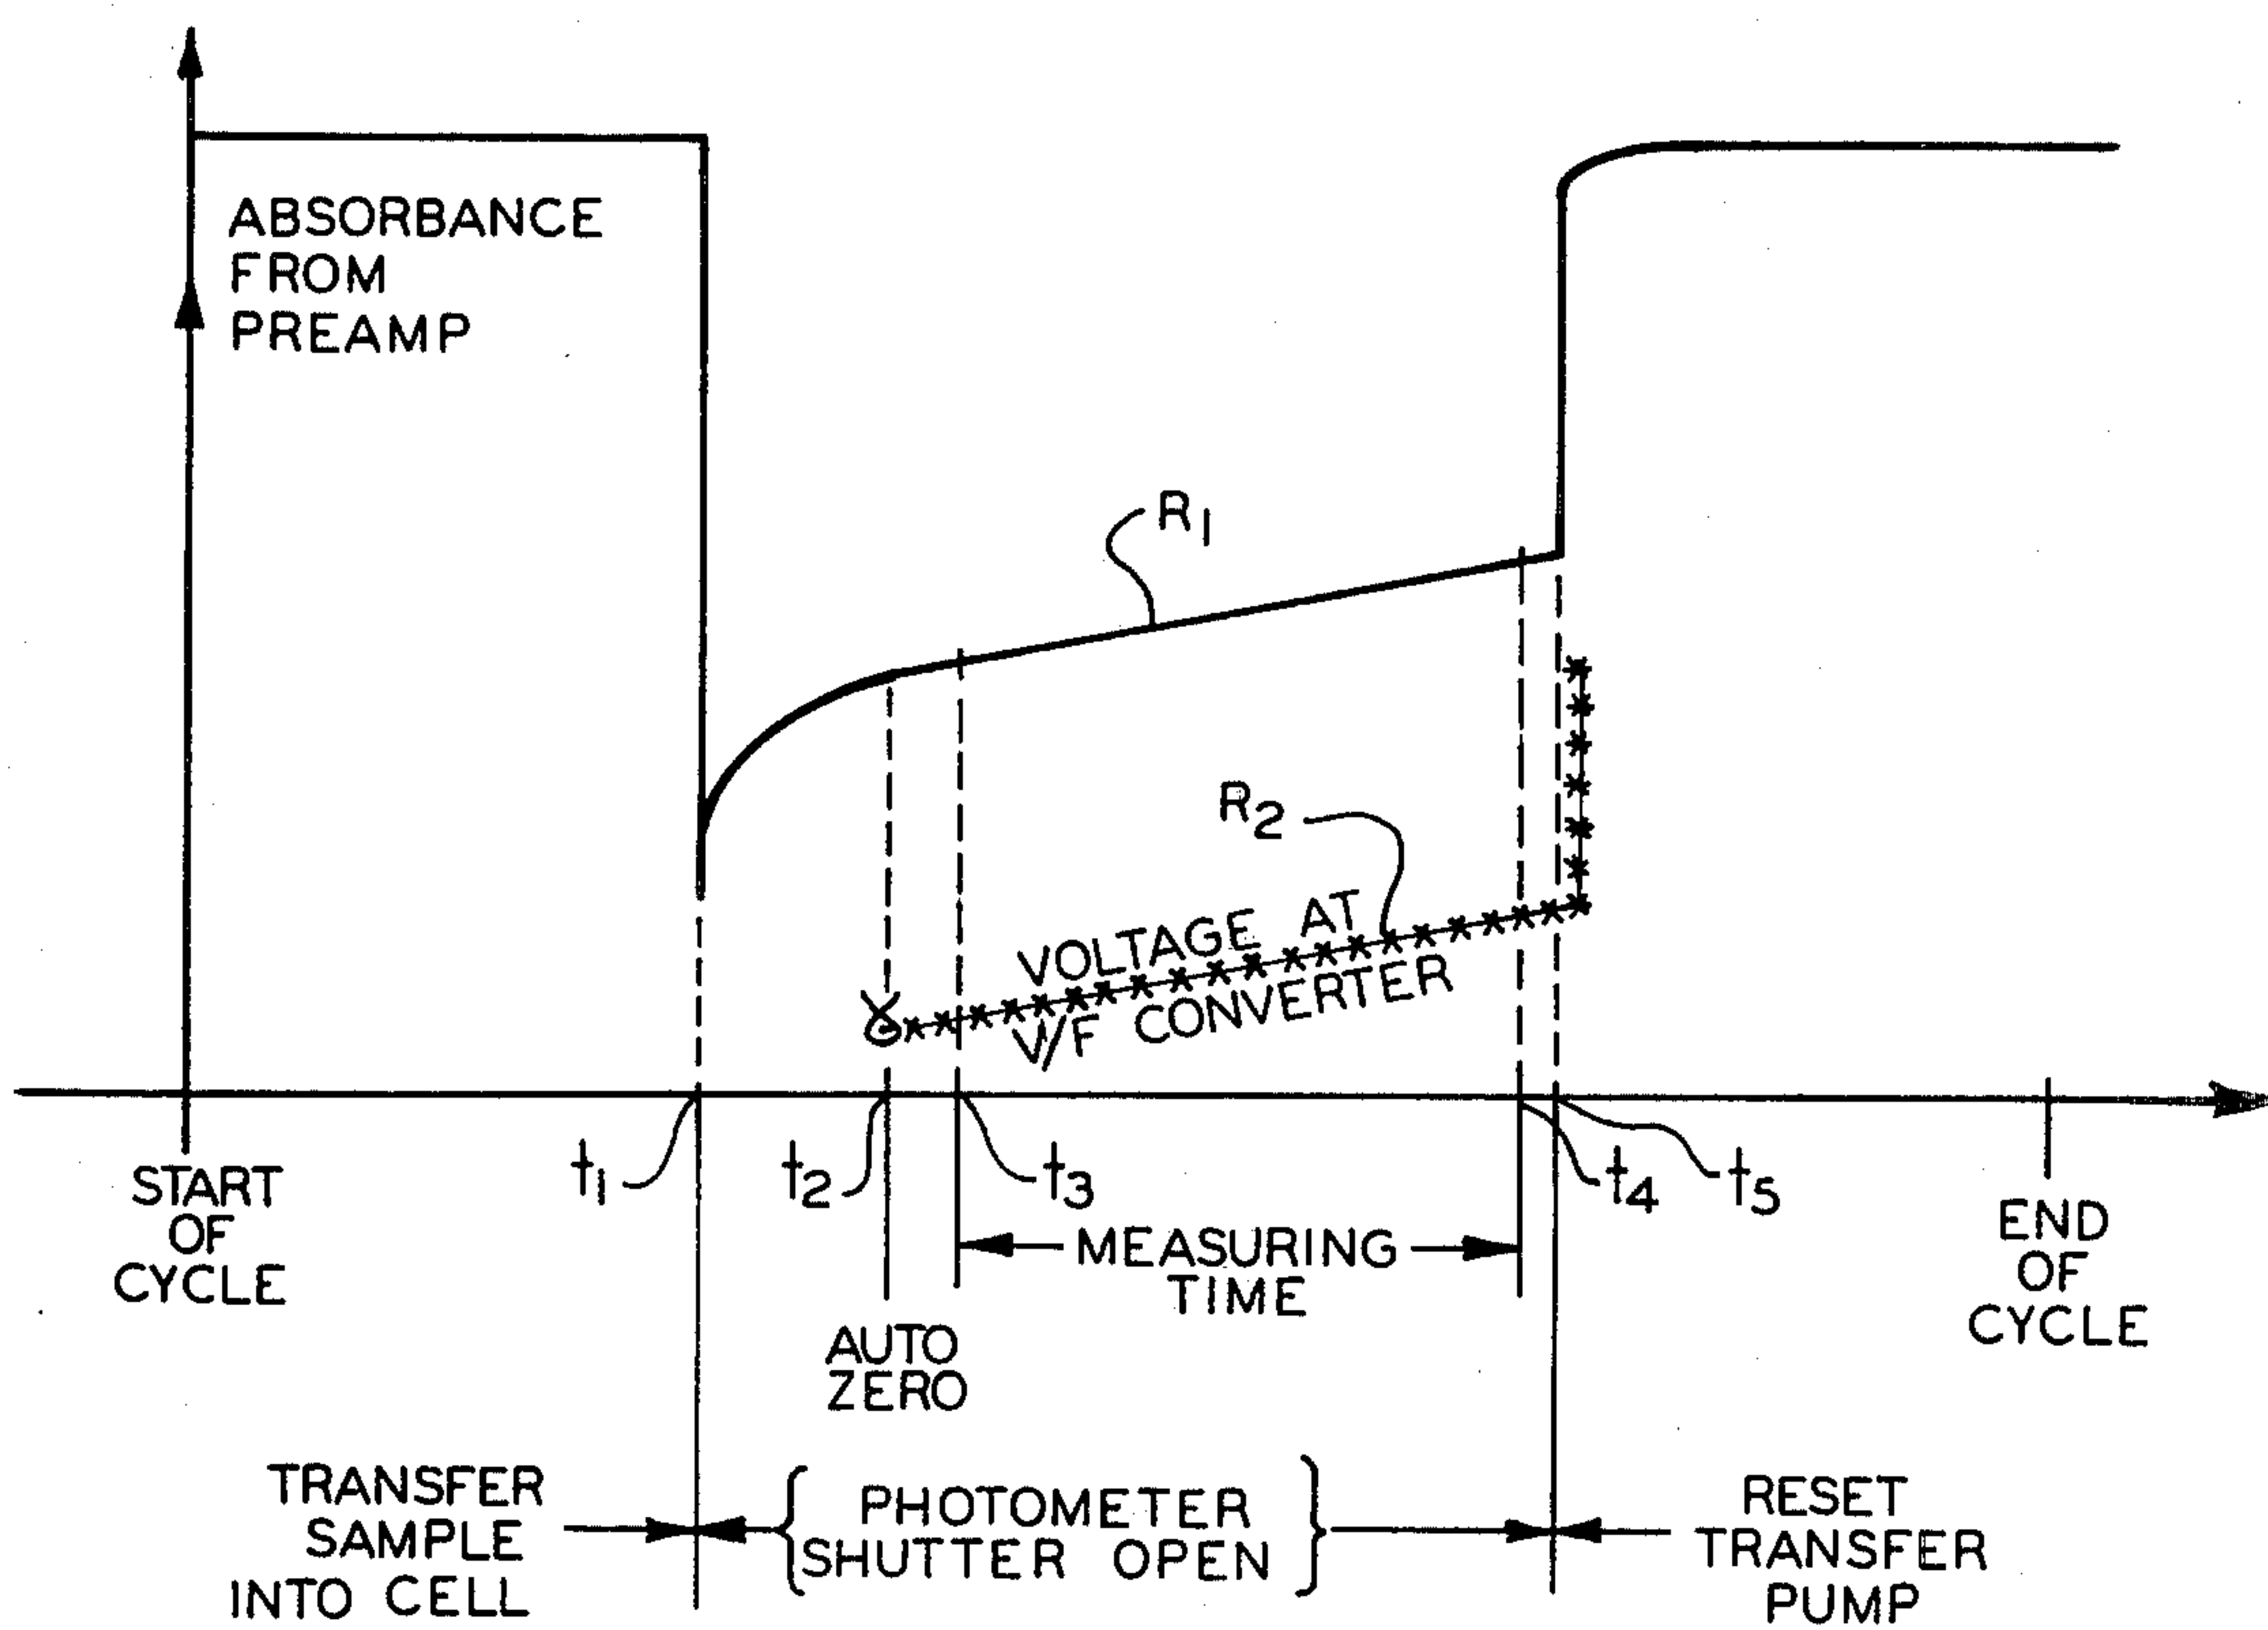 ABSORBANCE
FROM
PREAMP
R1
R2
VOLTAGE AT
V/F CONVERTER
t1
t2
t3
t4
t5
START
OF
CYCLE
MEASURING
TIME
END
OF
CYCLE
AUTO
ZERO
TRANSFER
SAMPLE
INTO CELL
PHOTOMETER
SHUTTER OPEN
RESET
TRANSFER
PUMP